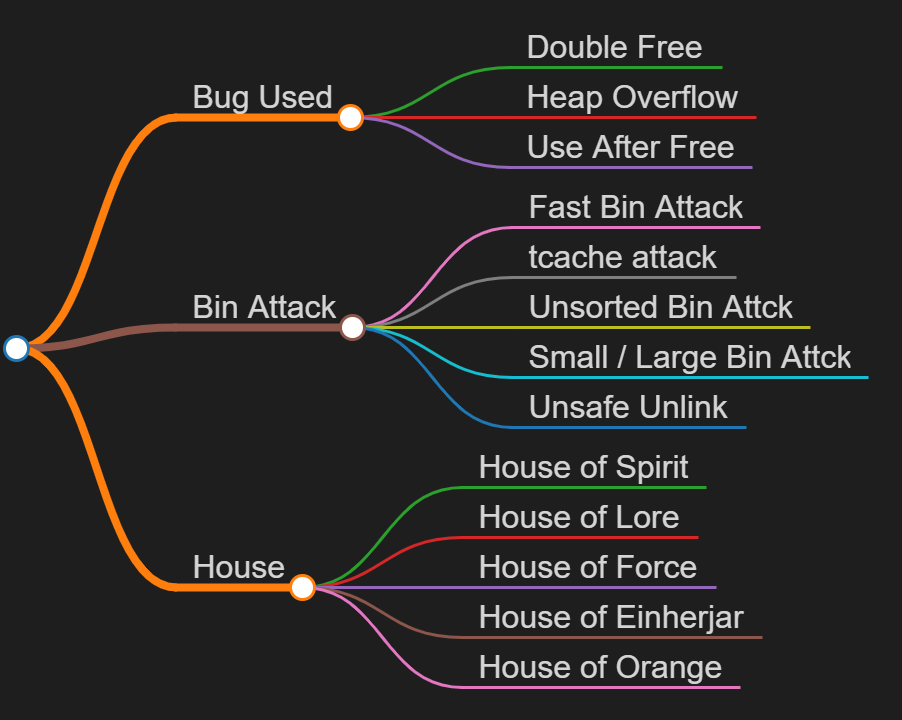 Bug Used
Double Free
Heap Overflow
Use After Free
Bin Attack
Fast Bin Attack
tcache attack
Unsorted Bin Attck
Small / Large Bin Attck
Unsafe Unlink
House
House of Spirit
House of Lore
House of Force
House of Einherjar
House of Orange